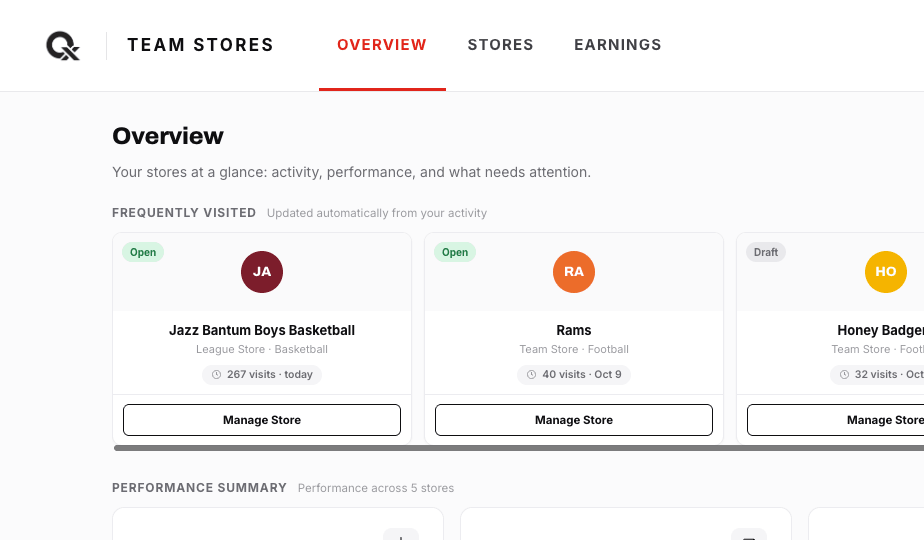 TEAM STORES
OVERVIEW
STORES
EARNINGS
Overview
Your stores at a glance: activity, performance, and what needs attention.
FREQUENTLY VISITED Updated automatically from your activity
Open
JA
Jazz Bantum Boys Basketball
League Store · Basketball
267 visits · today
Manage Store
Open
RA
Rams
Team Store · Football
40 visits · Oct 9
Manage Store
Draft
HO
Honey
Team Store ·
32 visits · Oct
Manage Store
PERFORMANCE SUMMARY Performance across 5 stores